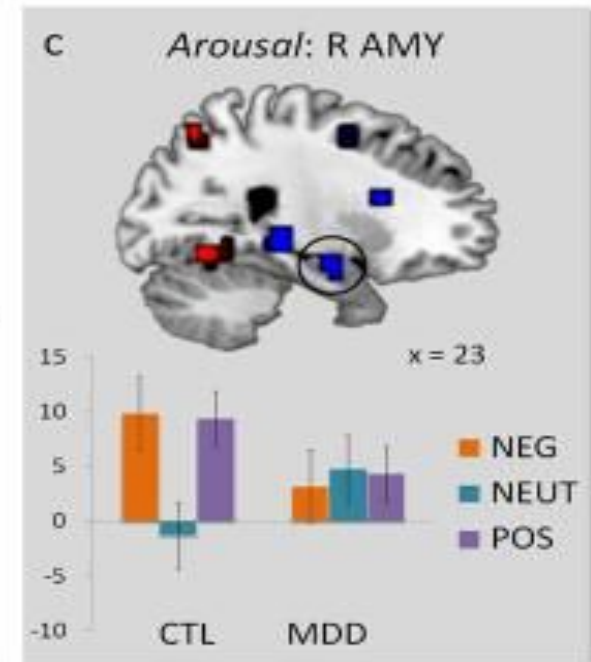 C Arousal: R AMY
x = 23
15
10
5
0
-5
-10
NEG
NEUT
POS
CTL MDD